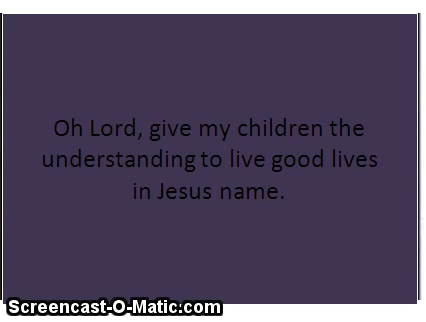 Oh Lord, give my children the
understanding to live good lives
in Jesus name.
Screencast-O-Matic.com